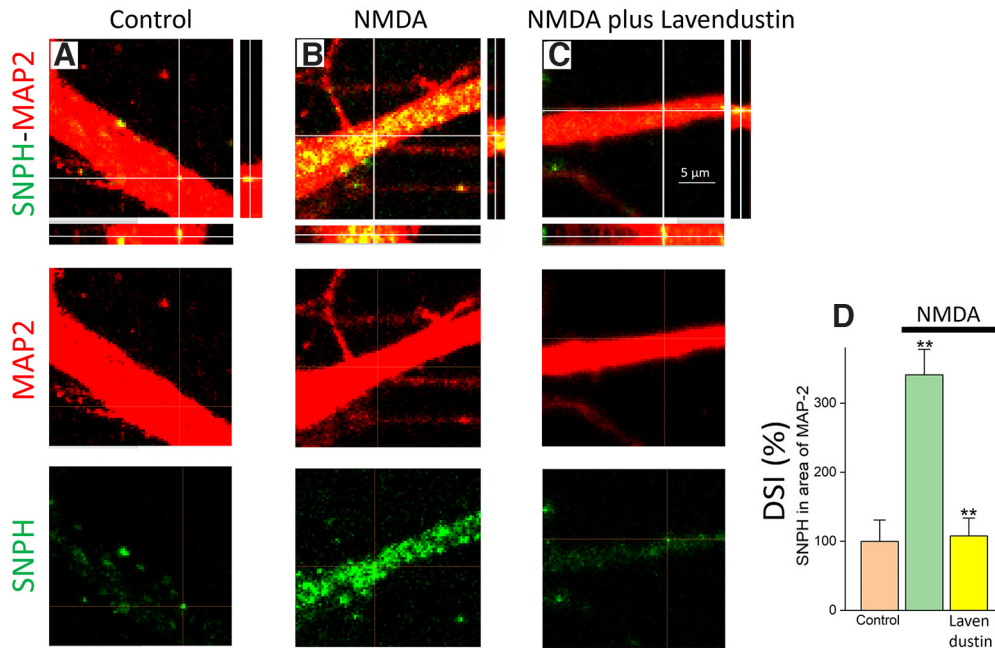 Control
NMDA
NMDA plus Lavendustin
SNPH-MAP2
A
B
C
5 µm
MAP2
SNPH
D
NMDA
DSI (%)
SNPH in area of MAP-2
**
**
300
200
100
0
Control
Laven
dustin